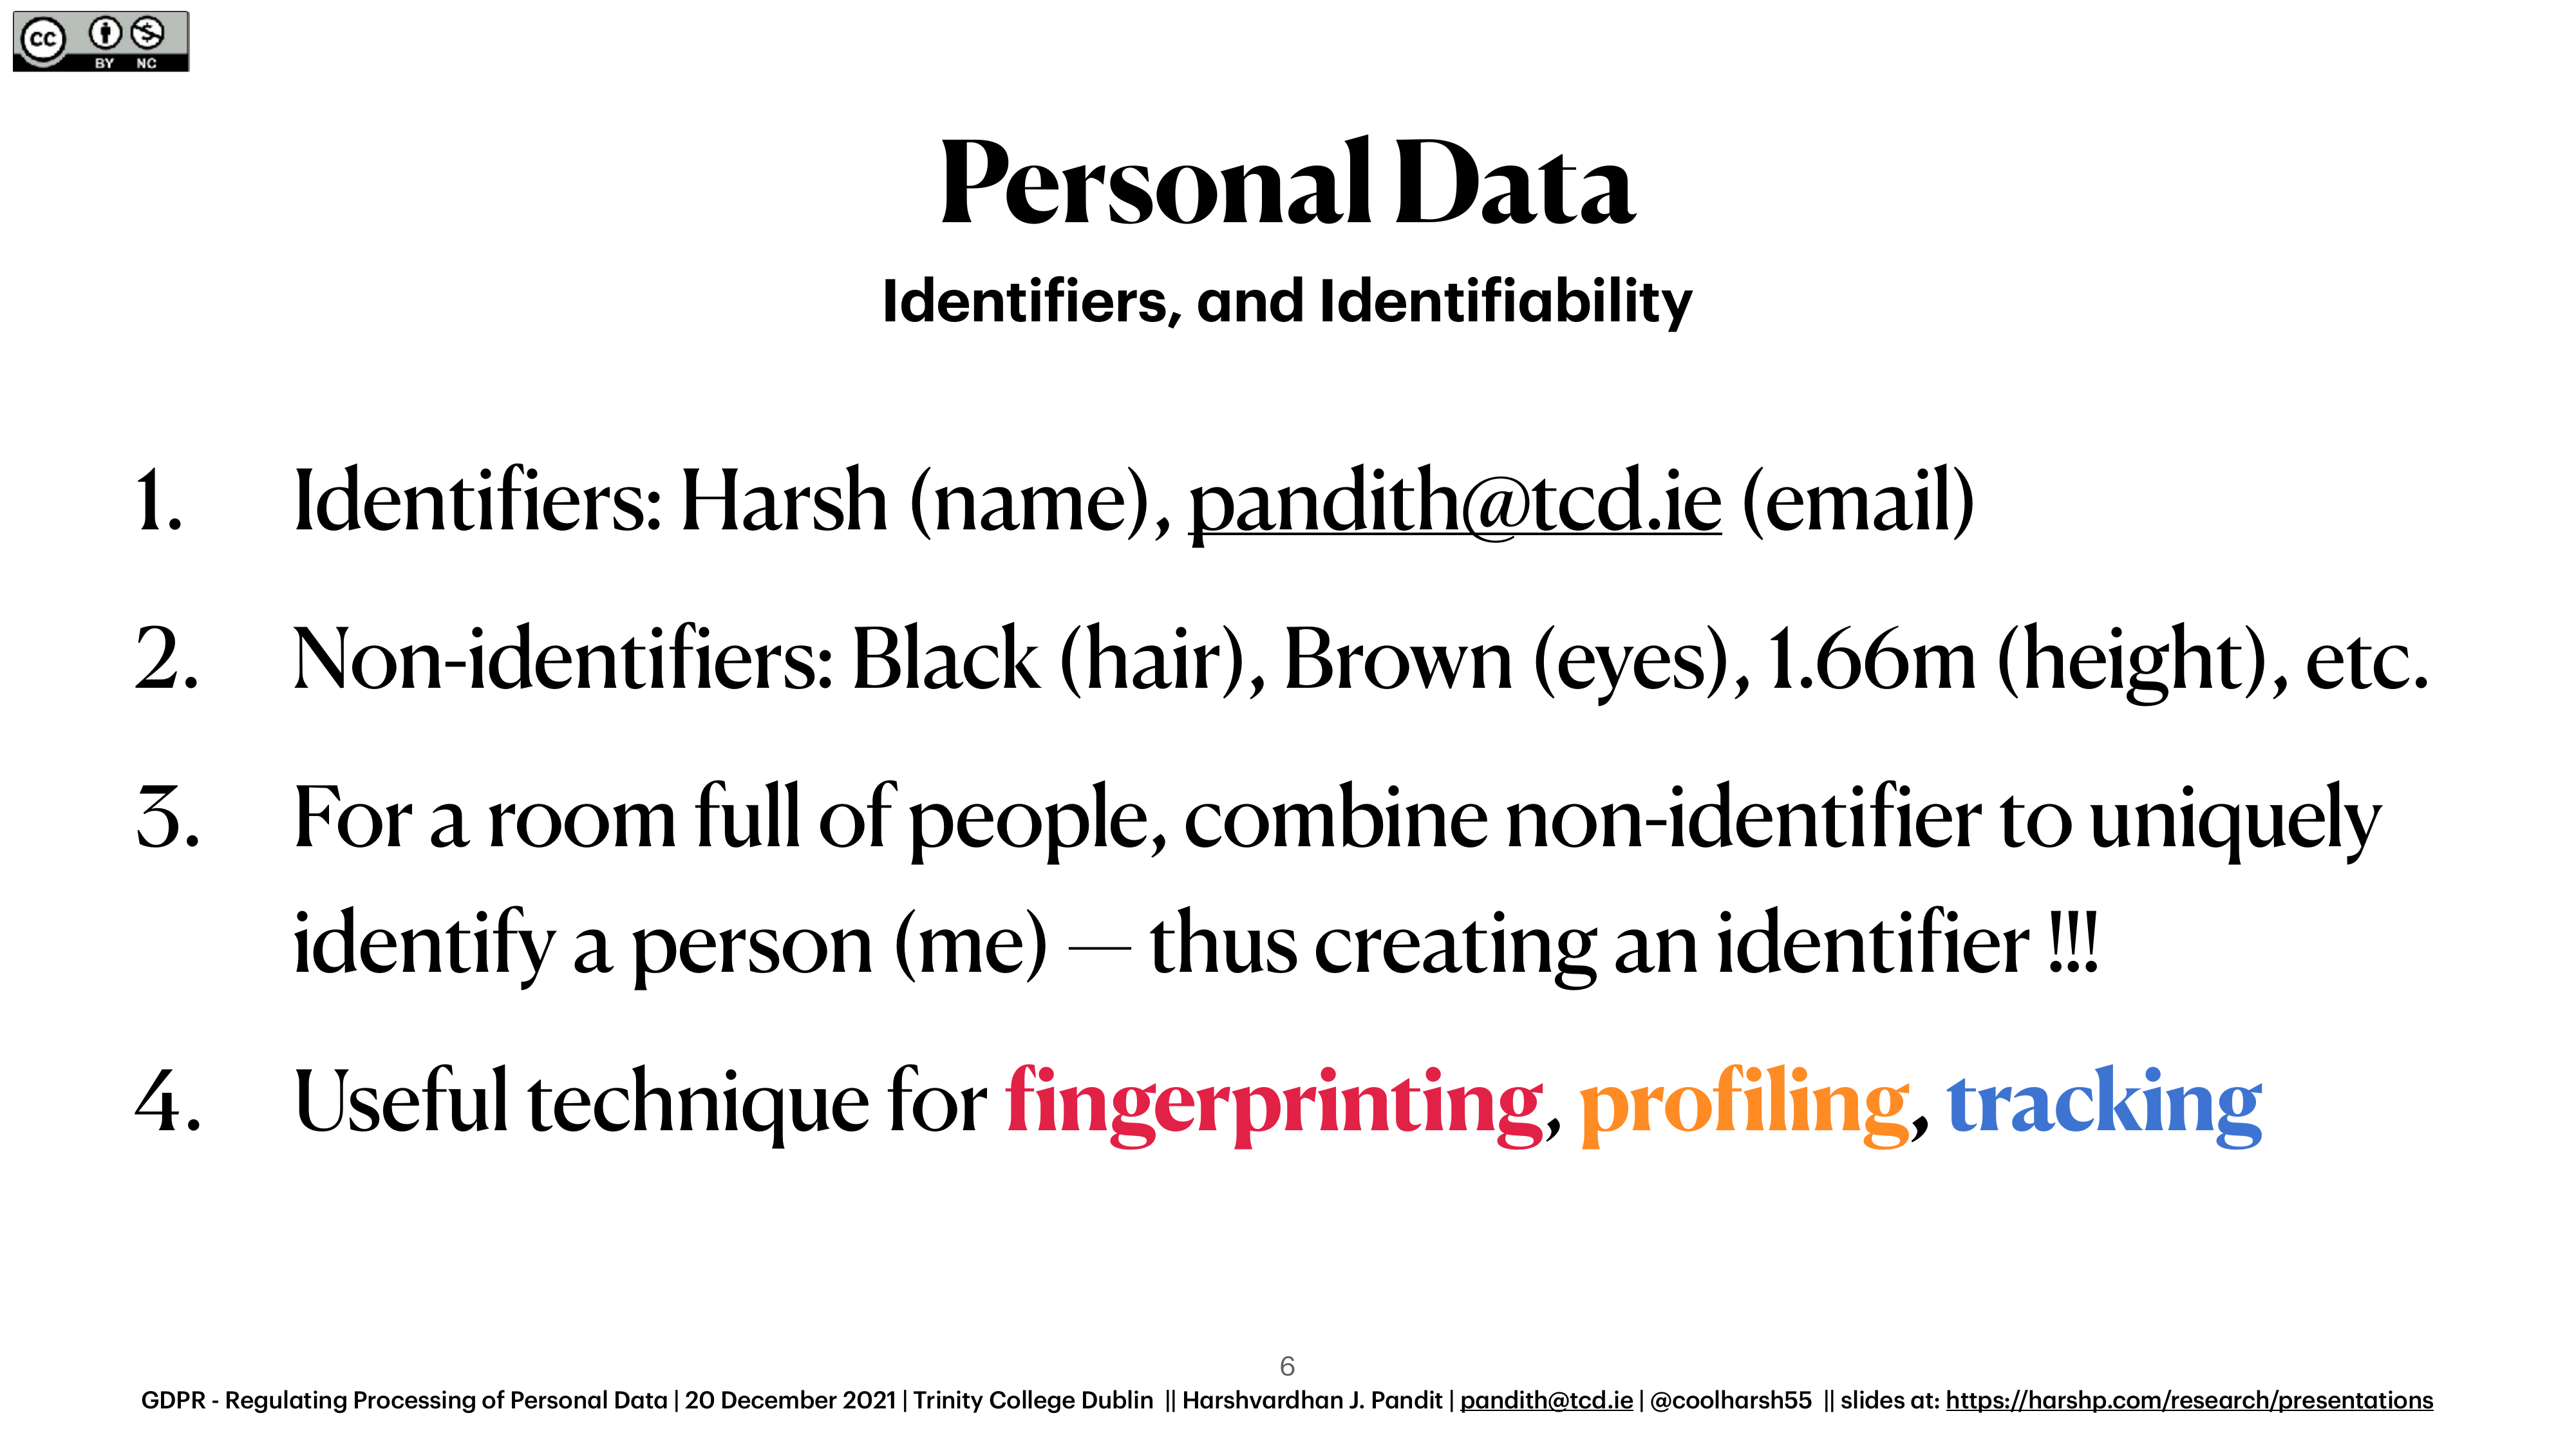 cc
BY NC
Personal Data
Identifiers, and Identifiability
1. Identifiers: Harsh (name), pandith@tcd.ie (email)
2. Non-identifiers: Black (hair), Brown (eyes), 1.66m (height), etc.
3. For a room full of people, combine non-identifier to uniquely
identify a person (me) — thus creating an identifier !!!
4. Useful technique for fingerprinting, profiling, tracking
6
GDPR - Regulating Processing of Personal Data | 20 December 2021 | Trinity College Dublin || Harshvardhan J. Pandit | pandith@tcd.ie | @coolharsh55 || slides at: https://harshp.com/research/presentations